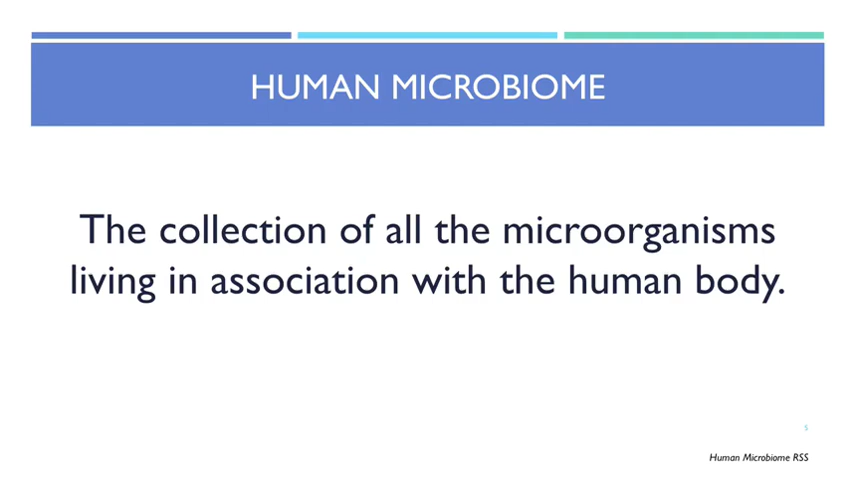 HUMAN MICROBIOME
The collection of all the microorganisms
living in association with the human body.
5
Human Microbiome RSS